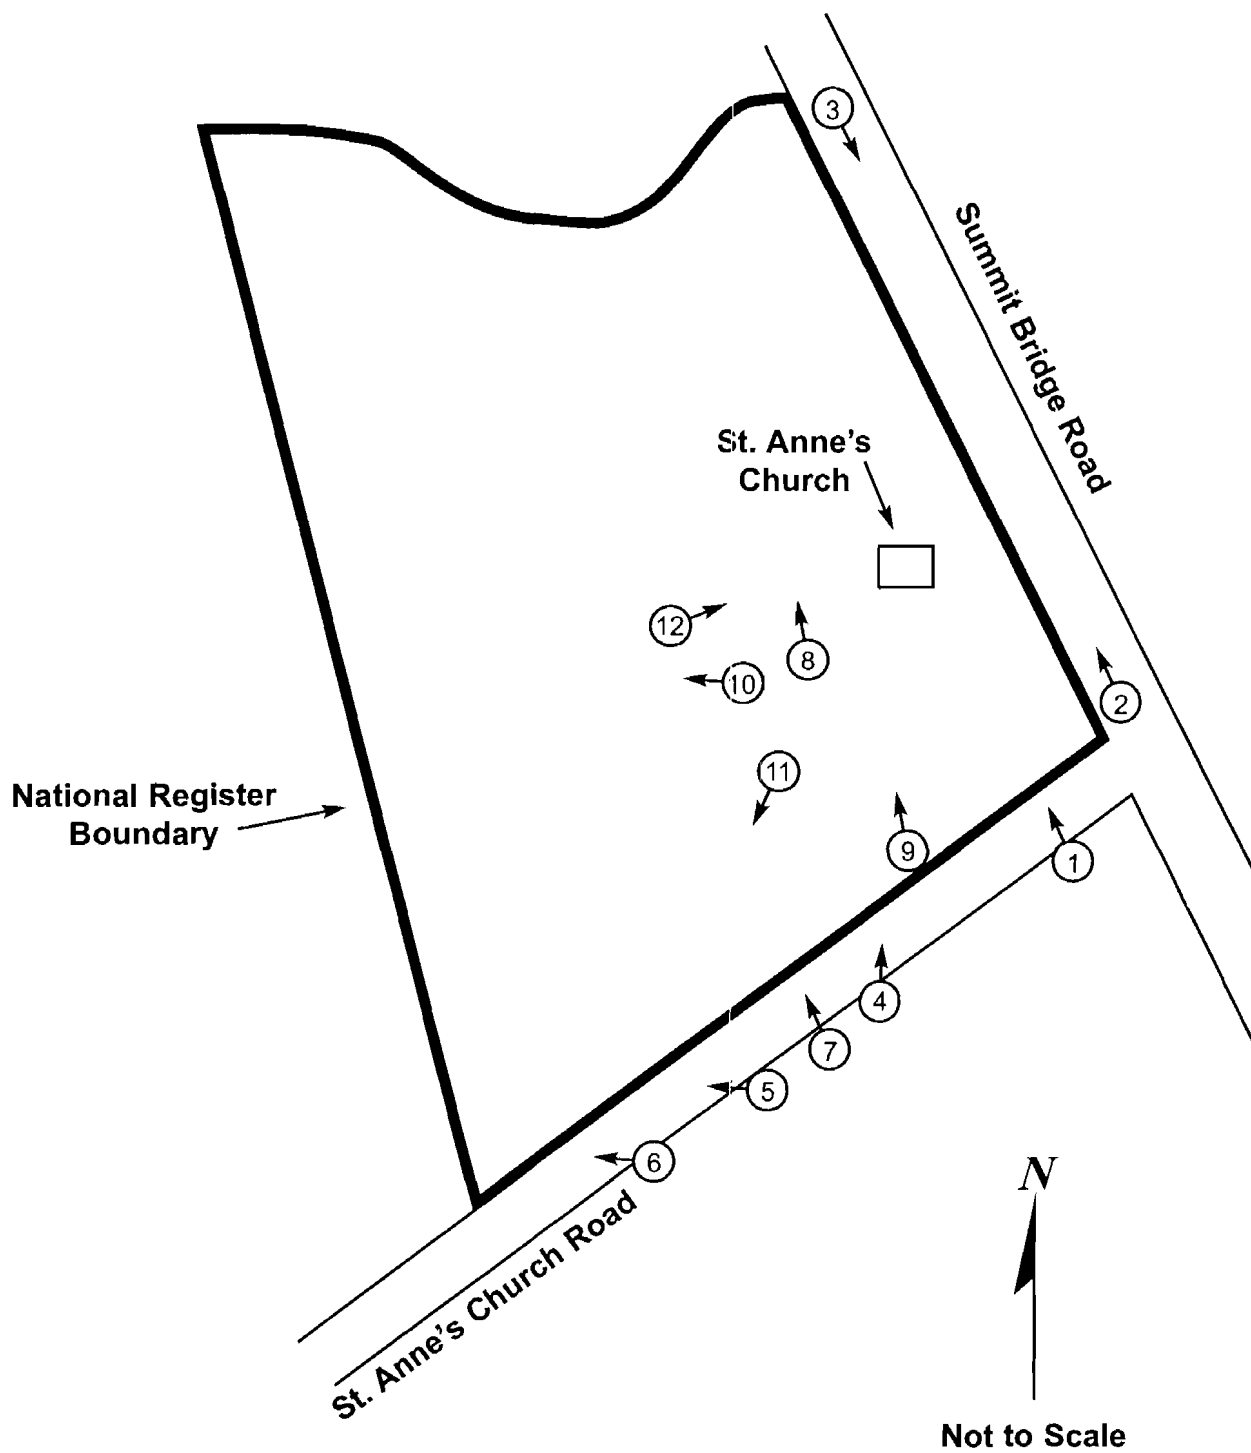 3
Summit Bridge Road
St. Anne's
Church
12
8
10
2
11
National Register
Boundary
9
1
4
7
5
6
N
St. Anne's Church Road
Not to Scale